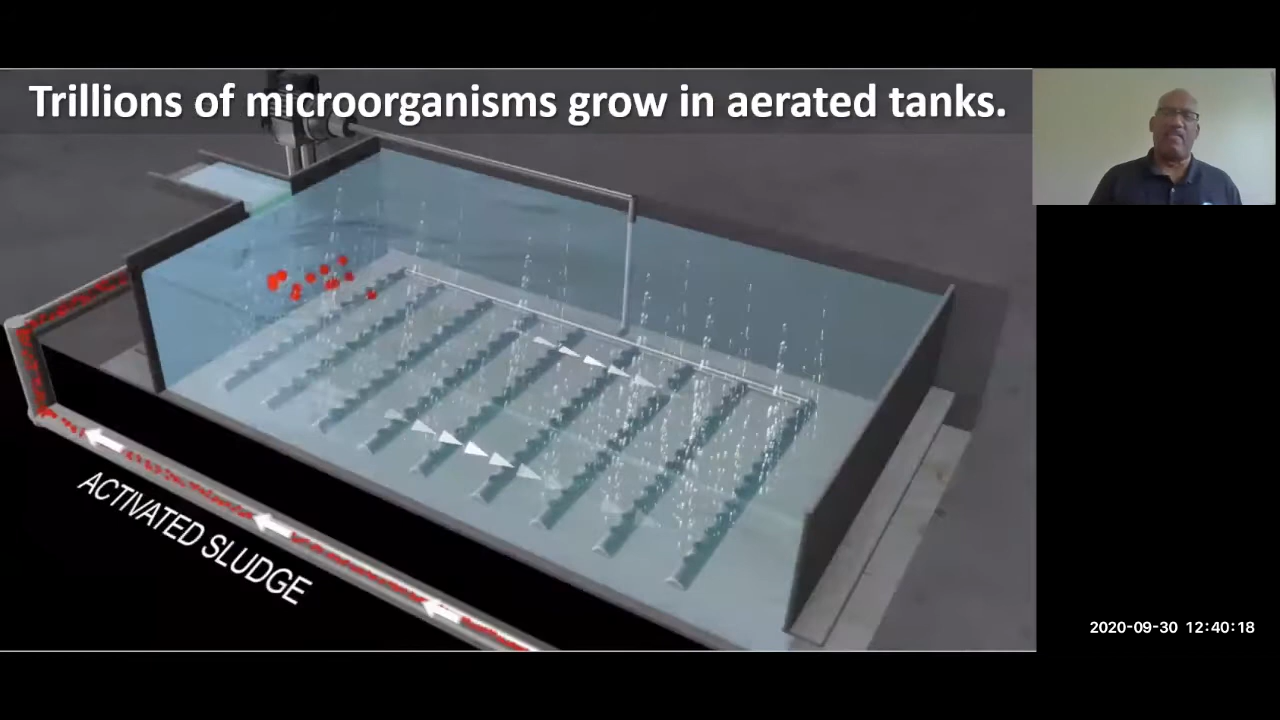 Trillions of microorganisms grow in aerated tanks.
ACTIVATED SLUDGE
2020-09-30 12:40:18